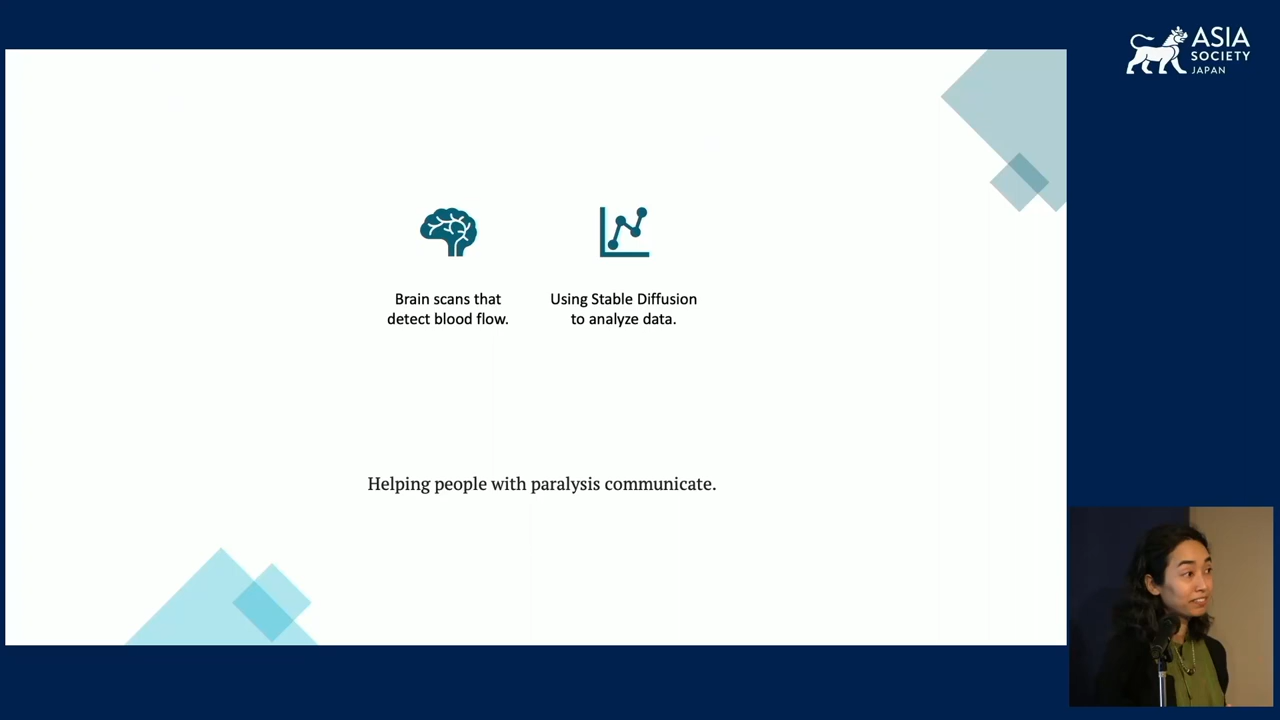 ASIA
SOCIETY
JAPAN
Brain scans that
detect blood flow.
Using Stable Diffusion
to analyze data.
Helping people with paralysis communicate.